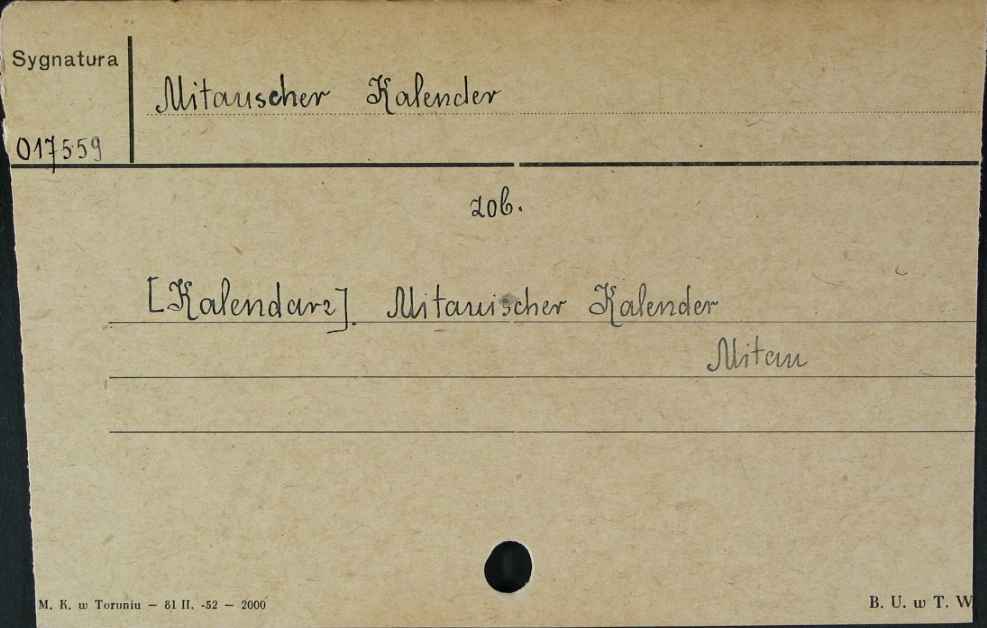 Sygnatura
Mitauscher Kalender
017559
zob.
[Kalendarz]. Mitauischer Kalender
Mitau
M. K. w Toruniu — 81 II. -52 — 2000
B. U. w T. W